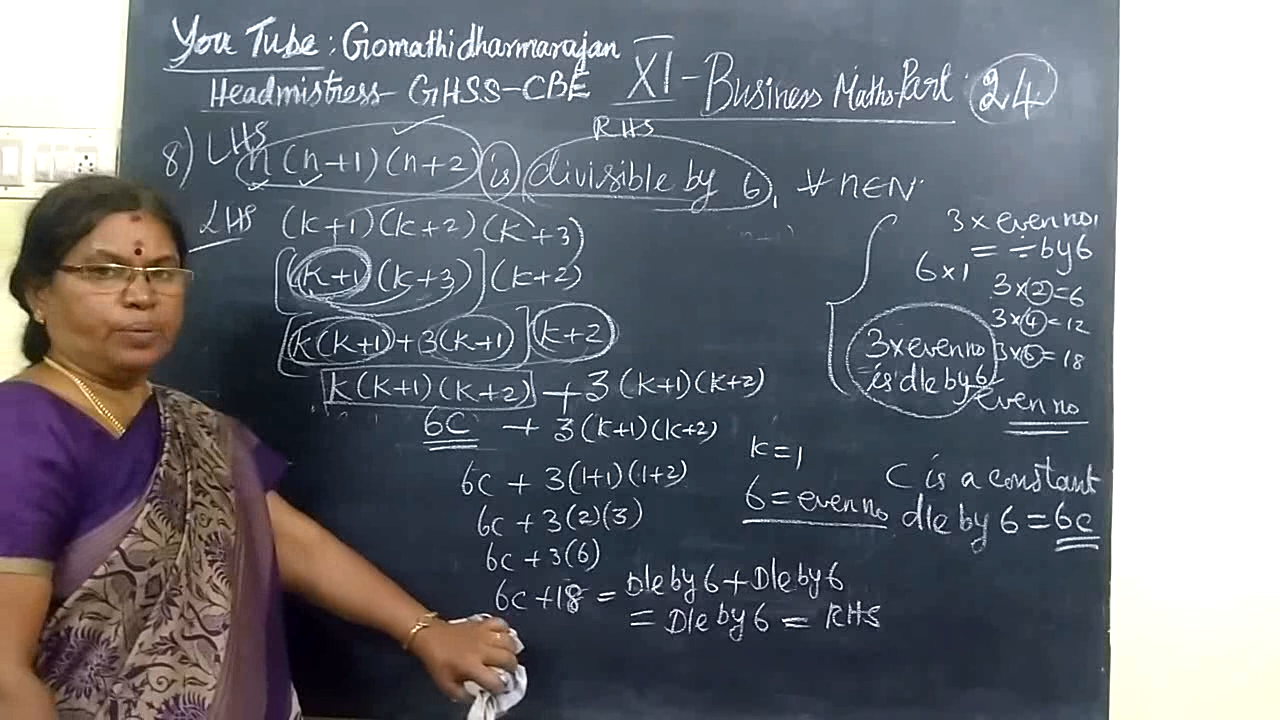 You Tube : Gomathidharmarajan
Headmistress - GHSS - CBE
XI - Business Maths Part : 24
8) LHS
RHS
n(n+1)(n+2) is divisible by 6, ∀ n∈N.
LHS (k+1)(k+2)(k+3)
[(k+1)(k+3)](k+2)
[k(k+1)+3(k+1)] k+2
k(k+1)(k+2) + 3(k+1)(k+2)
6C + 3(k+1)(k+2)
6c + 3(1+1)(1+2)
6c + 3(2)(3)
6c + 3(6)
6c + 18 = Dle by 6 + Dle by 6
= Dle by 6 = RHS
k=1
6 = even no
3 x even no,
= ÷ by 6
6 x 1
3 x 2 = 6
3 x 4 = 12
3 x 6 = 18
3 x even no
is dle by 6
even no
C is a constant
dle by 6 = 6c